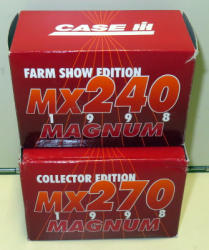 CASE IH
FARM SHOW EDITION
MX240
1998
MAGNUM
COLLECTOR EDITION
MX270
1998
MAGNUM